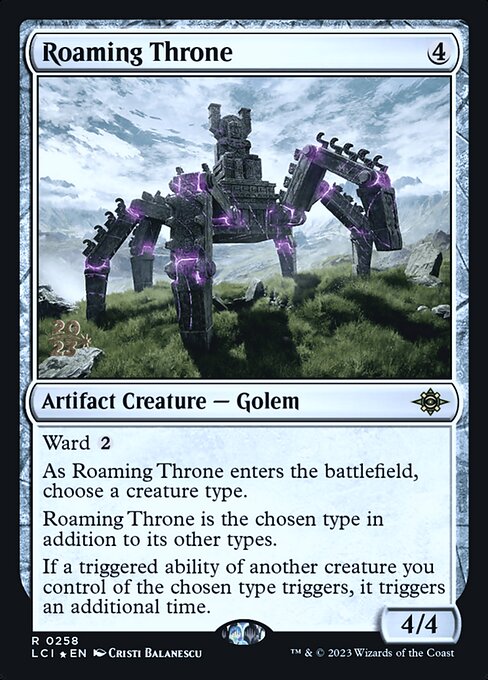 Roaming Throne 4
20
23
Artifact Creature — Golem
Ward 2
As Roaming Throne enters the battlefield,
choose a creature type.
Roaming Throne is the chosen type in
addition to its other types.
If a triggered ability of another creature you
control of the chosen type triggers, it triggers
an additional time.
4/4
R 0258
LCI ★ EN Cristi Balanescu
™ & © 2023 Wizards of the Coast